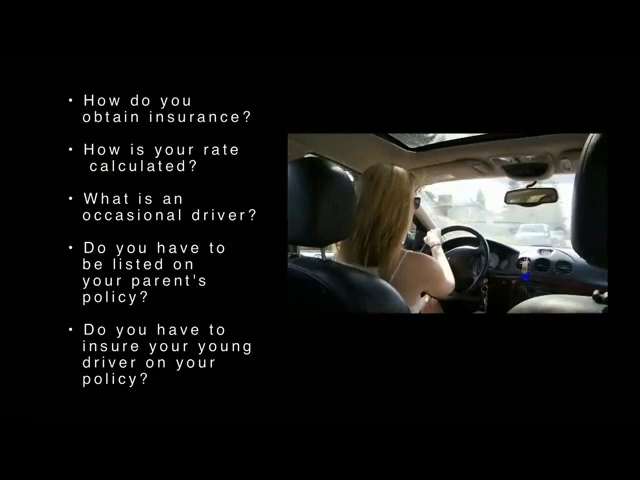 • How do you
obtain insurance?
• How is your rate
calculated?
• What is an
occasional driver?
• Do you have to
be listed on
your parent's
policy?
• Do you have to
insure your young
driver on your
policy?